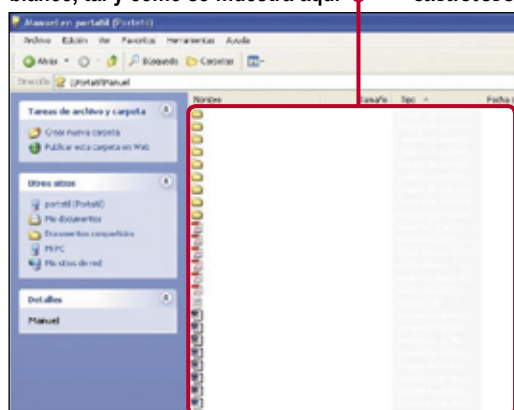 blanco, tal y como se muestra aquí
Manuel en portatil (Portatil)
Archivo Edición Ver Favoritos Herramientas Ayuda
Atrás Búsqueda Carpetas
Dirección \\Portatil\Manuel
Nombre Tamaño Tipo Fecha
Tareas de archivo y carpeta
Crear nueva carpeta
Publicar esta carpeta en Web
Otros sitios
portatil (Portatil)
Mis documentos
Documentos compartidos
Mi PC
Mis sitios de red
Detalles
Manuel